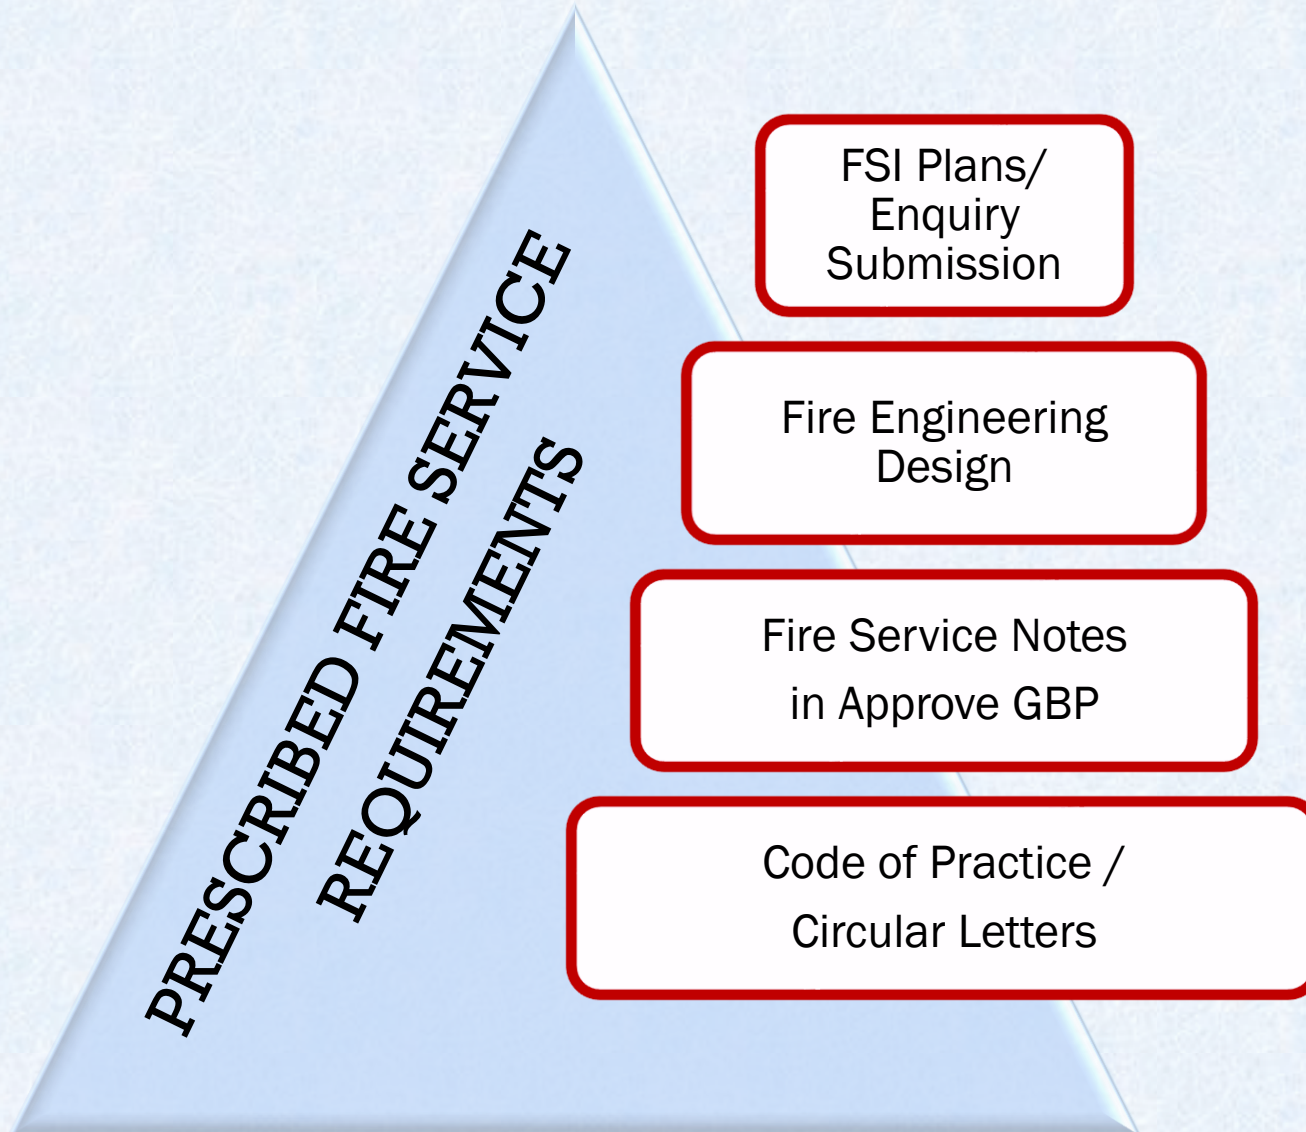 PRESCRIBED FIRE SERVICE
REQUIREMENTS
FSI Plans/
Enquiry
Submission
Fire Engineering
Design
Fire Service Notes
in Approve GBP
Code of Practice /
Circular Letters